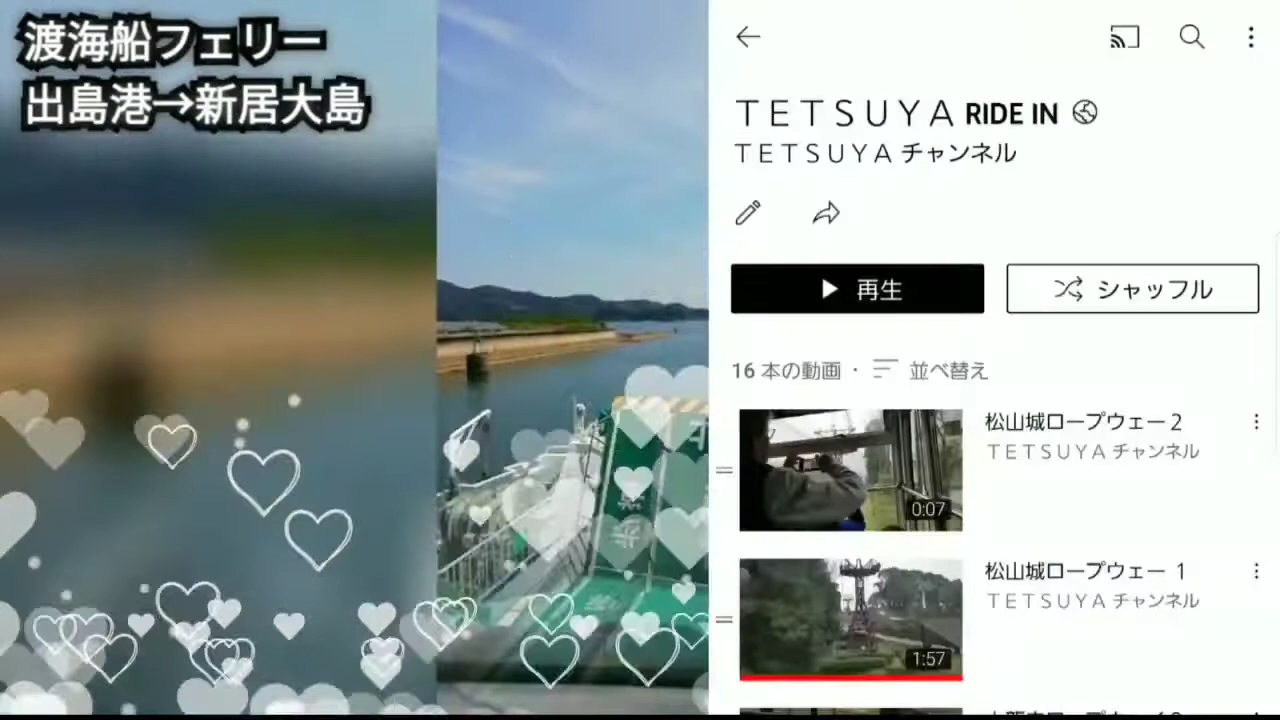 渡海船フェリー
出島港→新居大島
TETSUYA RIDE IN
TETSUYA チャンネル
再生
シャッフル
16 本の動画・
並べ替え
松山城ロープウェー2
TETSUYA チャンネル
0:07
松山城ロープウェー 1
TETSUYA チャンネル
1:57